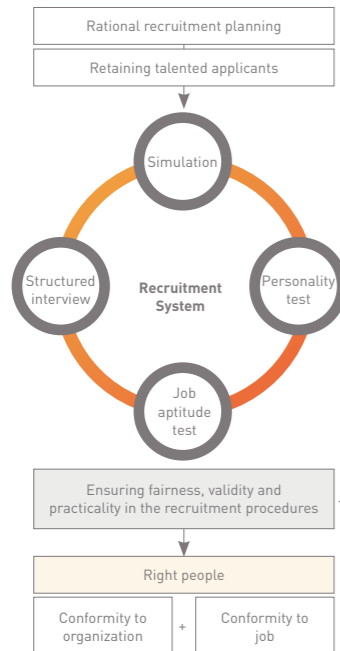 Rational recruitment planning
Retaining talented applicants
Simulation
Structured
interview
Recruitment
System
Personality
test
Job
aptitude
test
Ensuring fairness, validity and
practicality in the recruitment procedures
Right people
Conformity to
organization
+
Conformity to
job